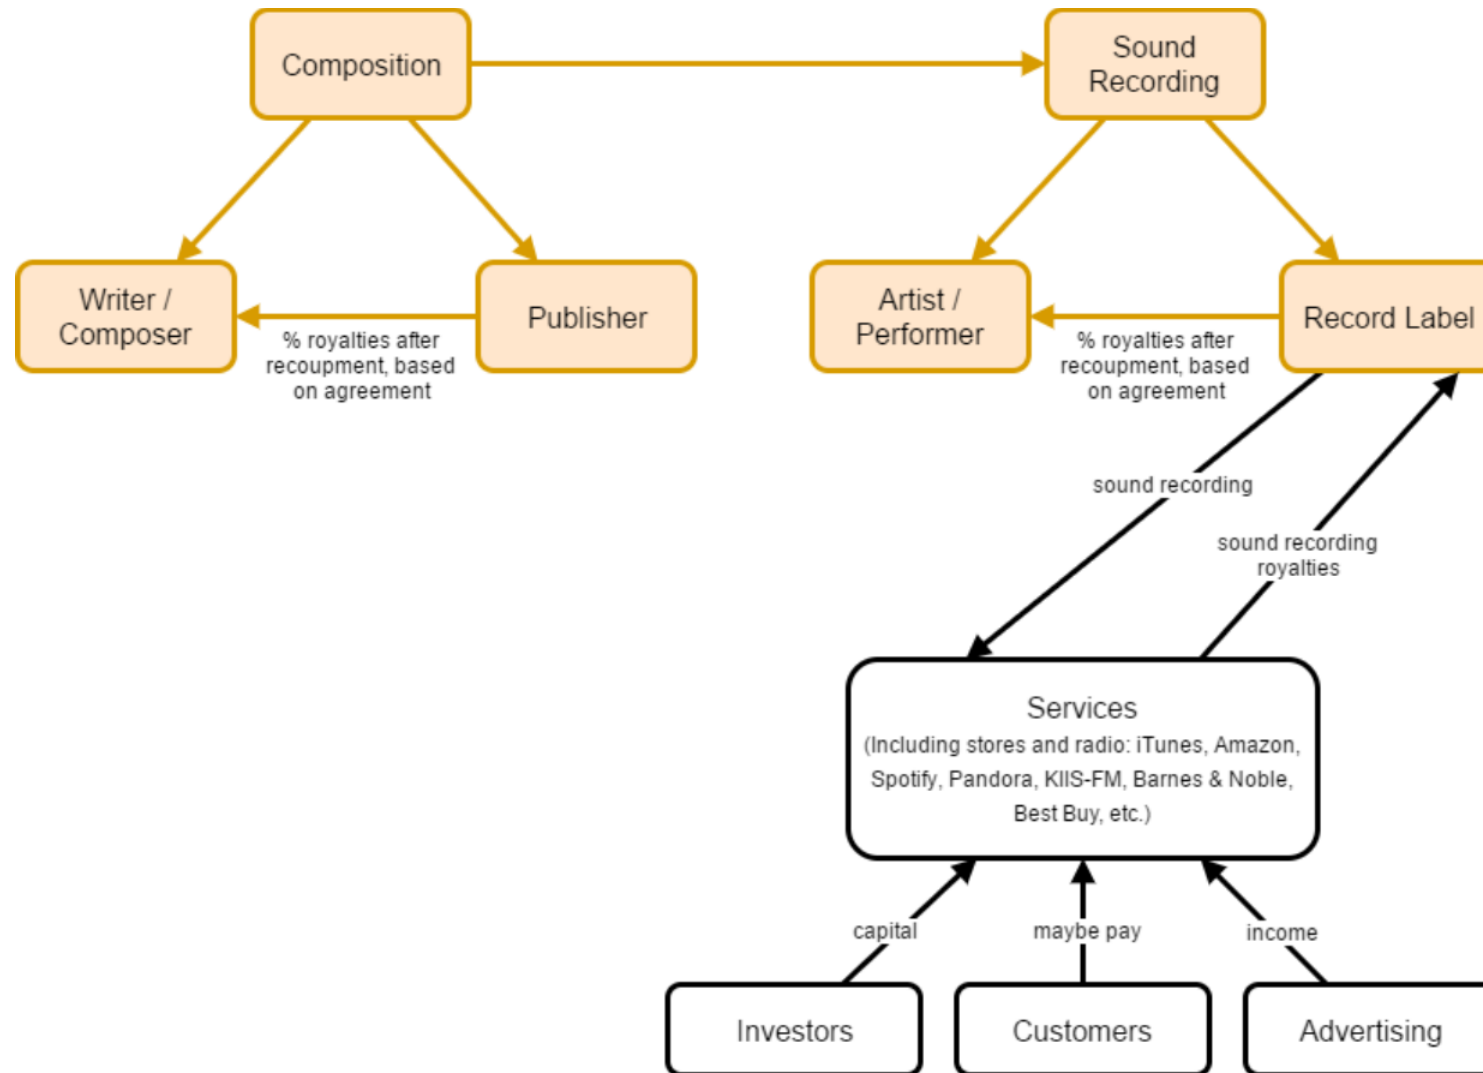 Composition
Sound
Recording
Writer /
Composer
% royalties after
recoupment, based
on agreement
Publisher
Artist /
Performer
% royalties after
recoupment, based
on agreement
Record Label
sound recording
sound recording
royalties
Services
(Including stores and radio: iTunes, Amazon,
Spotify, Pandora, KIIS-FM, Barnes & Noble,
Best Buy, etc.)
capital
maybe pay
income
Investors
Customers
Advertising